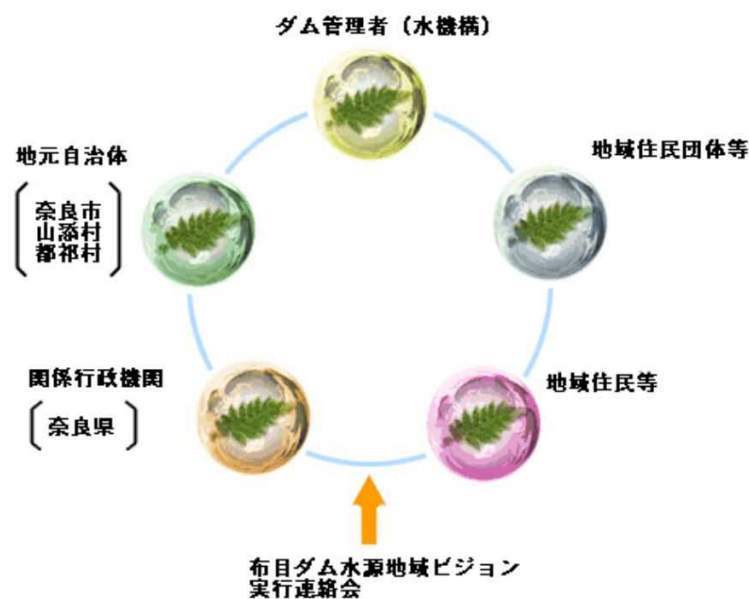 ダム管理者（水機構）
地元自治体
奈良市
山添村
都祁村
地域住民団体等
関係行政機関
奈良県
地域住民等
布目ダム水源地域ビジョン
実行連絡会